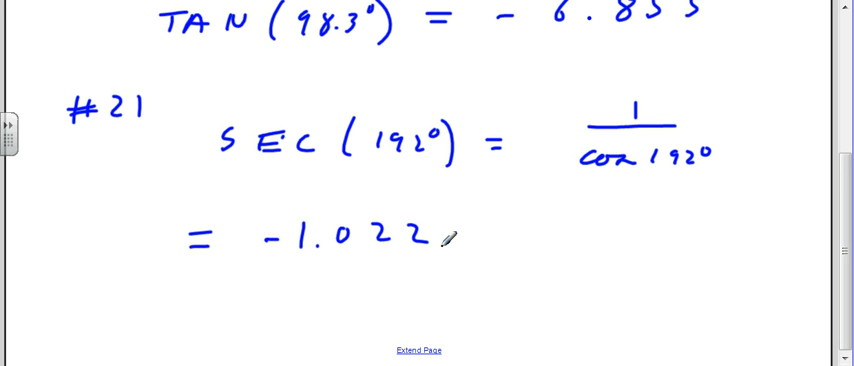 TAN (98.3°) = - 6.855
#21
SEC (192°) = 1 / cos 192°
= - 1.022
Extend Page